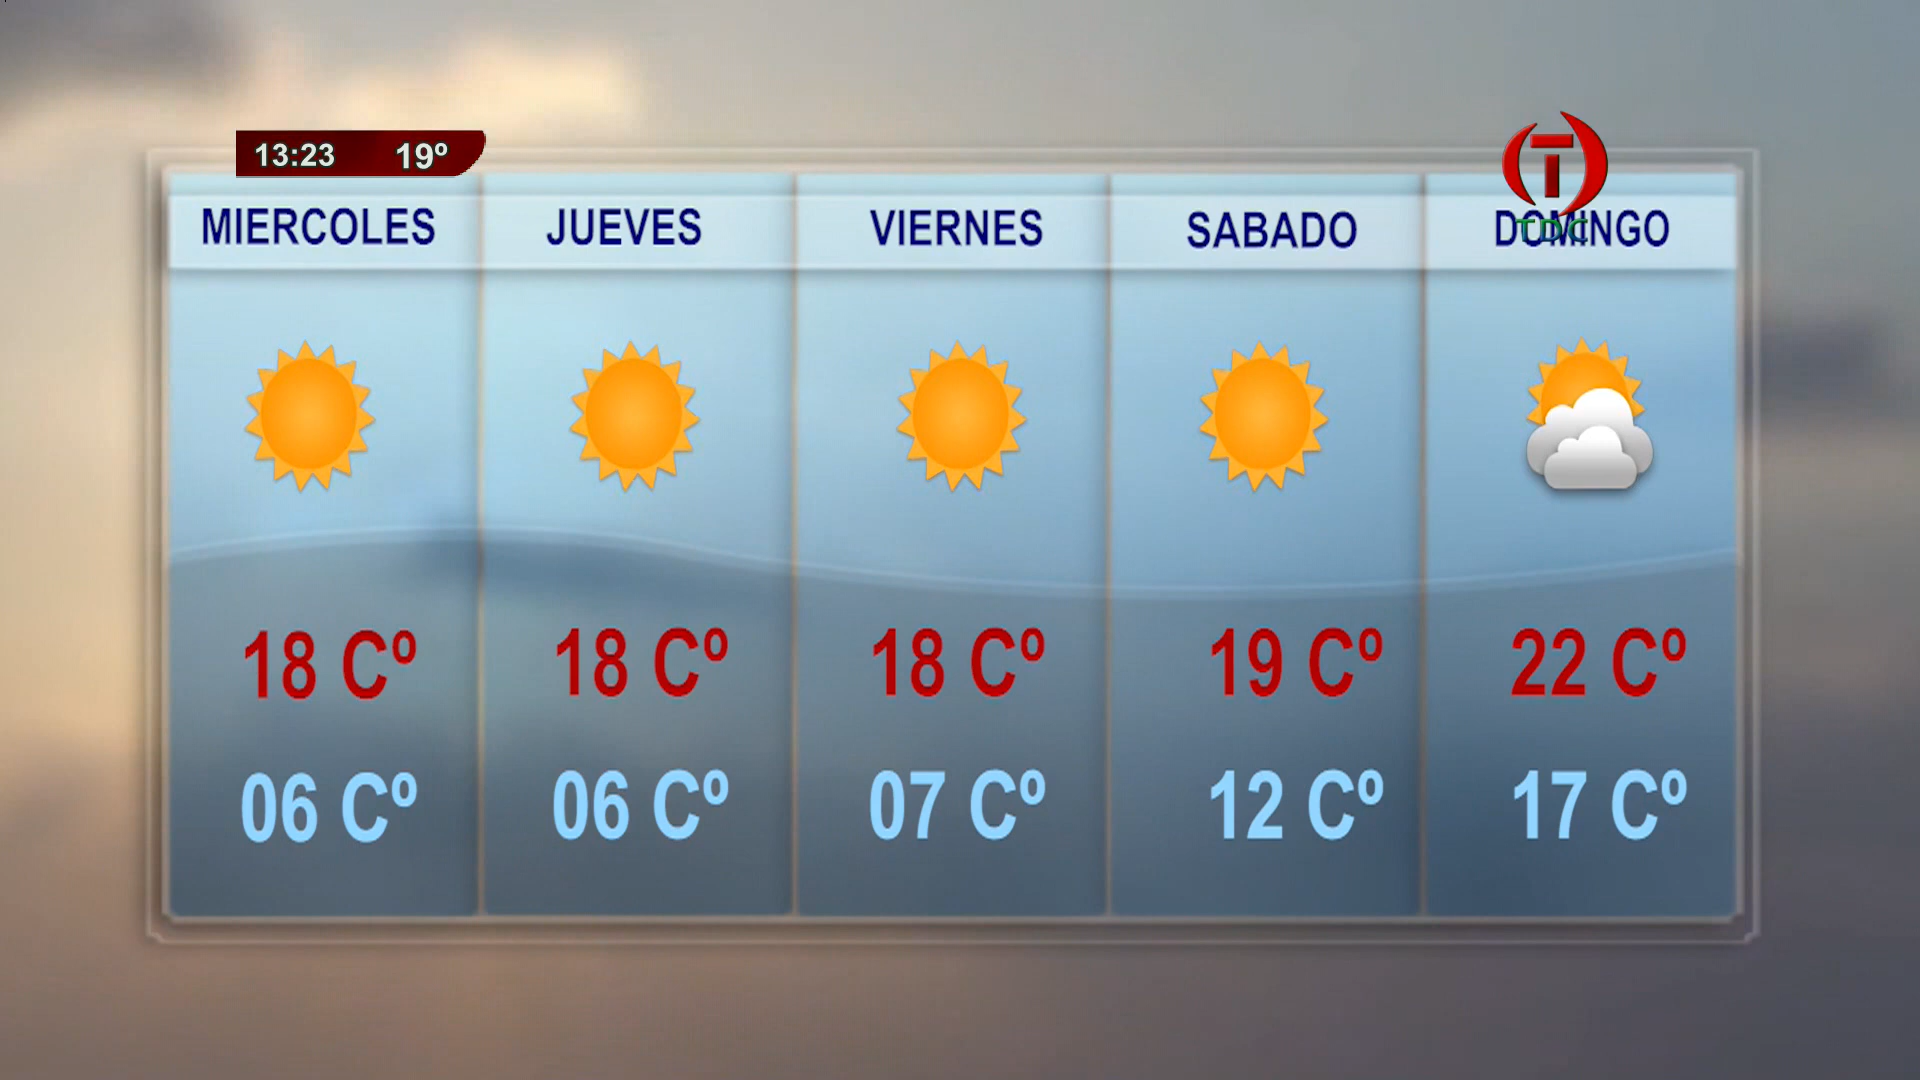 13:23 19º
T
TDC
MIERCOLES JUEVES VIERNES SABADO DOMINGO
18 Cº 18 Cº 18 Cº 19 Cº 22 Cº
06 Cº 06 Cº 07 Cº 12 Cº 17 Cº